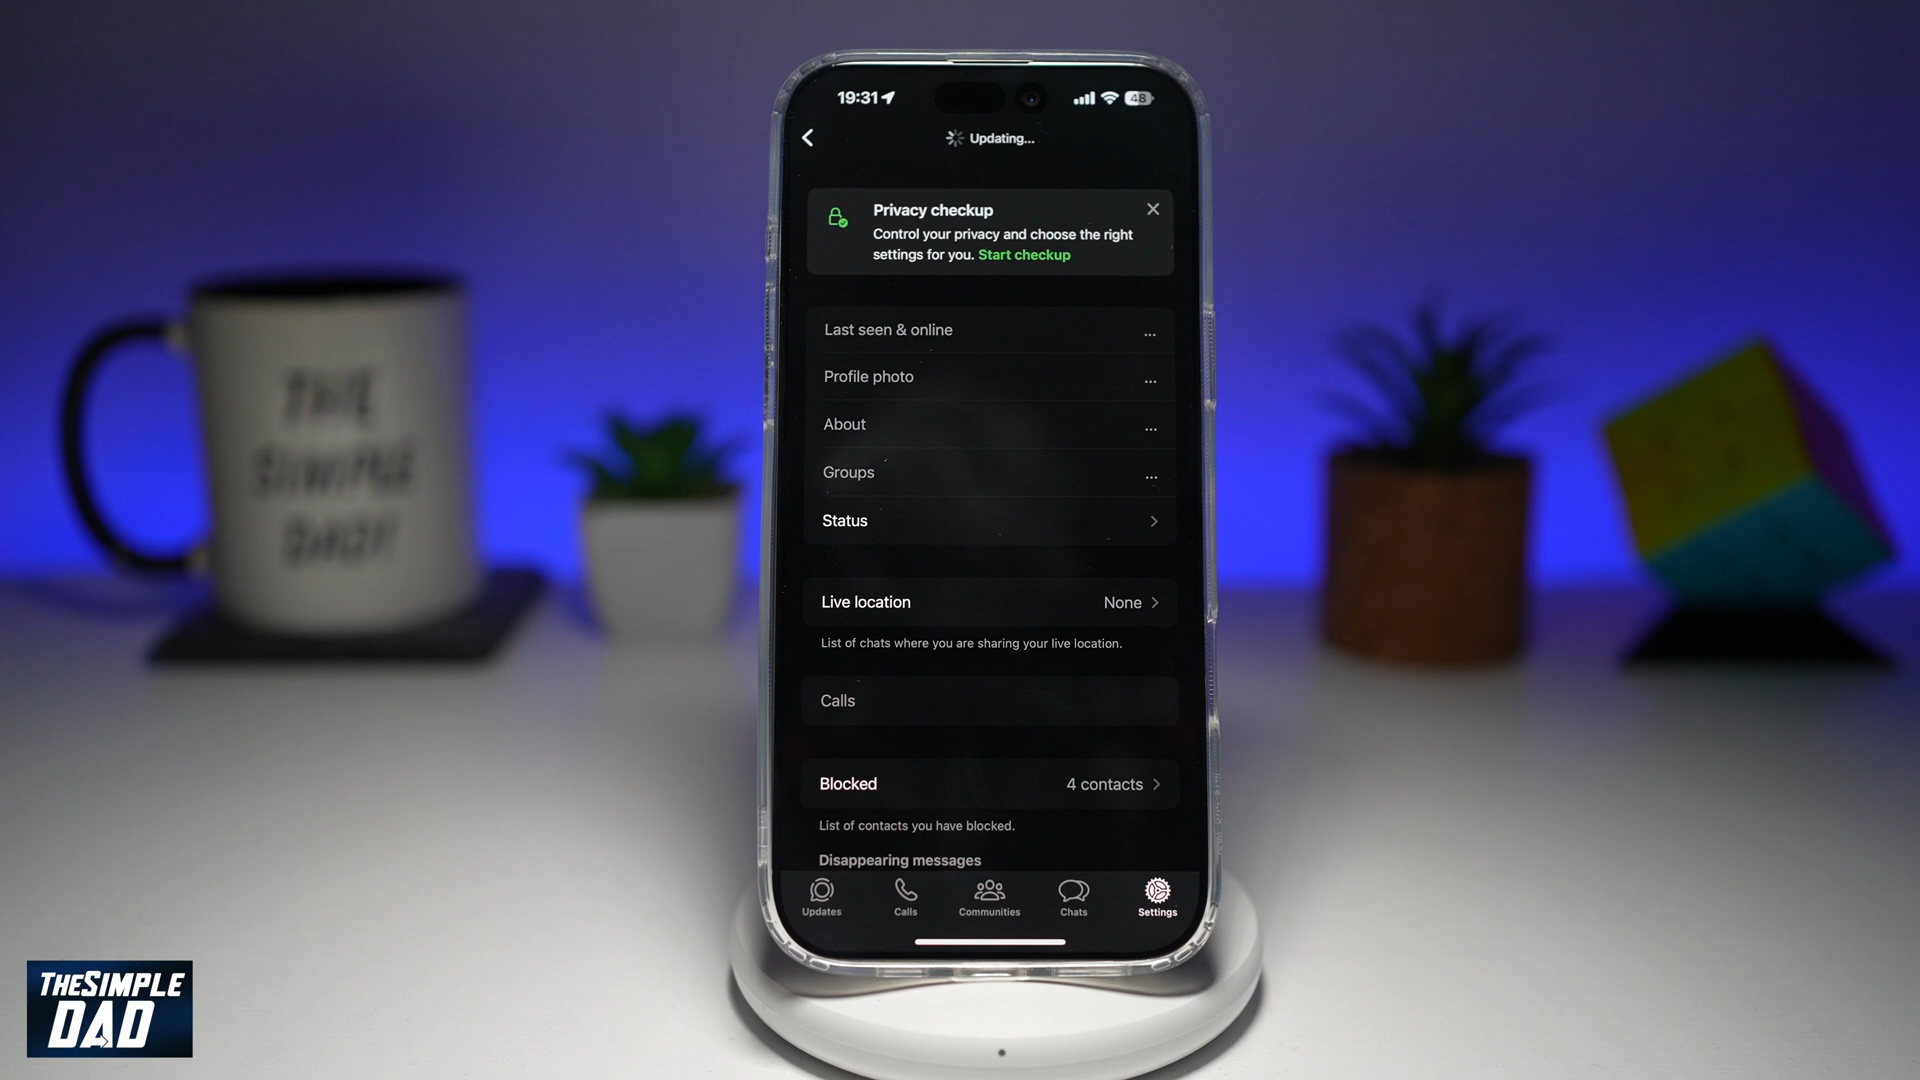 19:31
48
Updating...
Privacy checkup
Control your privacy and choose the right
settings for you. Start checkup
Last seen & online ...
Profile photo ...
About ...
Groups ...
Status
Live location None
List of chats where you are sharing your live location.
Calls
Blocked 4 contacts
List of contacts you have blocked.
Disappearing messages
Updates Calls Communities Chats Settings
THE
SIMPLE
DAD!
THESIMPLE
DAD